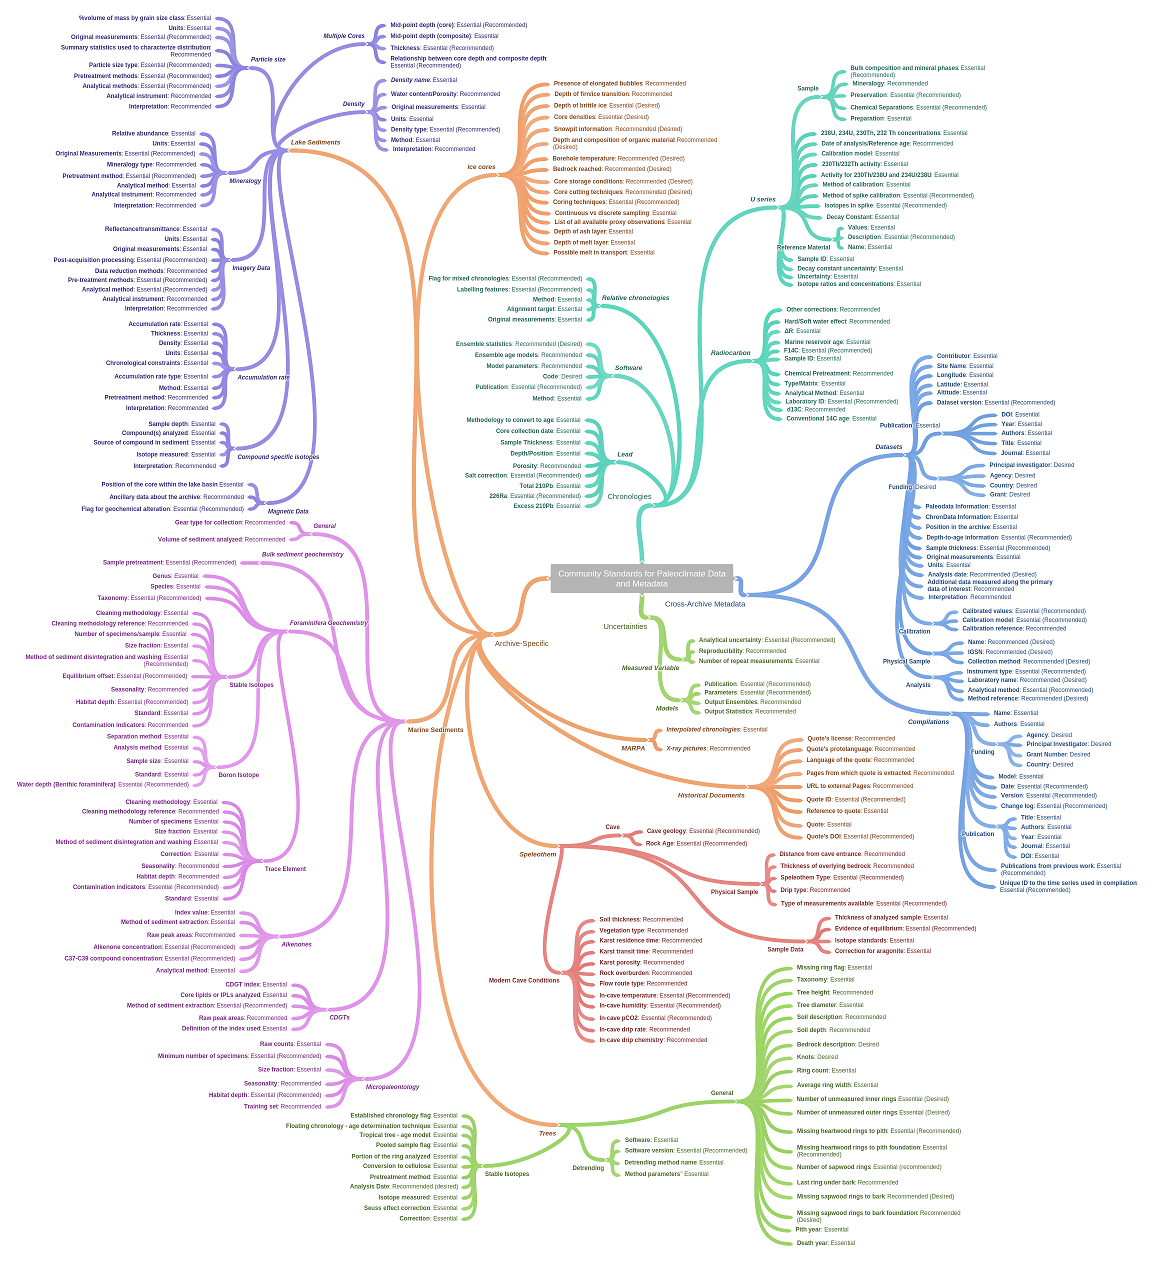 Community Standards for Paleoclimate Data
and Metadata
Archive-Specific
Lake Sediments
Particle size
%volume of mass by grain size class: Essential
Units: Essential
Original measurements: Essential (Recommended)
Summary statistics used to characterize distribution:
Recommended
Particle size type: Essential (Recommended)
Pretreatment methods: Essential (Recommended)
Analytical methods: Essential (Recommended)
Analytical instrument: Essential
Interpretation: Recommended
Multiple Cores
Mid-point depth (core): Essential (Recommended)
Mid-point depth (composite): Essential
Thickness: Essential (Recommended)
Relationship between core depth and composite depth:
Essential (Recommended)
Density
Density name: Essential
Water content/Porosity: Recommended
Original measurements: Essential
Units: Essential
Density type: Essential (Recommended)
Method: Essential
Interpretation: Recommended
Mineralogy
Relative abundance: Essential
Units: Essential
Original Measurements: Essential (Recommended)
Mineralogy type: Recommended
Pretreatment method: Essential (Recommended)
Analytical method: Essential
Analytical instrument: Recommended
Interpretation: Recommended
Imagery Data
Reflectance/transmittance: Essential
Units: Essential
Original measurements: Essential
Post-acquisition processing: Essential (Recommended)
Data reduction methods: Recommended
Pre-treatment methods: Essential (Recommended)
Analytical method: Essential (Recommended)
Analytical instrument: Recommended
Interpretation: Recommended
Accumulation rate
Accumulation rate: Essential
Thickness: Essential
Density: Essential
Units: Essential
Chronological constraints: Essential
Accumulation rate type: Essential (Recommended)
Method: Essential
Pretreatment method: Recommended
Interpretation: Recommended
Compound specific isotopes
Sample depth: Essential
Compound(s) analyzed: Essential
Source of compound in sediment: Essential
Isotope measured: Essential
Interpretation: Recommended
Magnetic Data
Position of the core within the lake basin Essential
Ancillary data about the archive: Recommended
Flag for geochemical alteration: Essential (Recommended)
Ice cores
Presence of elongated bubbles: Recommended
Depth of firn/ice transition: Recommended
Depth of brittle ice: Essential (Desired)
Core densities: Essential (Desired)
Snowpit information: Recommended (Desired)
Depth and composition of organic material Recommended
(Desired)
Borehole temperature: Recommended (Desired)
Bedrock reached: Recommended (Desired)
Core storage conditions: Recommended (Desired)
Core cutting techniques: Recommended (Desired)
Coring techniques: Essential (Recommended)
Continuous vs discrete sampling: Essential
List of all available proxy observations Essential
Depth of ash layer: Essential
Depth of melt layer: Essential
Possible melt in transport: Essential
Chronologies
Relative chronologies
Flag for mixed chronologies: Essential (Recommended)
Labelling features: Essential (Recommended)
Method: Essential
Alignment target: Essential
Original measurements: Essential
Software
Ensemble statistics: Recommended (Desired)
Ensemble age models: Recommended
Model parameters: Recommended
Code: Desired
Publication: Essential (Recommended)
Method: Essential
Lead
Methodology to convert to age: Essential
Core collection date: Essential
Sample Thickness: Essential
Depth/Position: Essential
Porosity: Recommended
Salt correction: Essential (Recommended)
Total 210Pb: Essential
226Ra: Essential (Recommended)
Excess 210Pb: Essential
U series
Sample
Bulk composition and mineral phases: Essential
(Recommended)
Mineralogy: Recommended
Preservation: Essential (Recommended)
Chemical Separations: Essential (Recommended)
Preparation: Essential
238U, 234U, 230Th, 232 Th concentrations: Essential
Date of analysis/Reference age: Recommended
Calibration model: Essential
230Th/232Th activity: Essential
Activity for 230Th/238U and 234U/238U: Essential
Method of calibration: Essential
Method of spike calibration: Essential (Recommended)
Isotopes in spike: Essential (Recommended)
Decay Constant: Essential
Reference Material
Values: Essential
Description: Essential (Recommended)
Name: Essential
Sample ID: Essential
Decay constant uncertainty: Essential
Uncertainty: Essential
Isotope ratios and concentrations: Essential
Radiocarbon
Other corrections: Recommended
Hard/Soft water effect: Recommended
ΔR: Essential
Marine reservoir age: Essential
F14C: Essential (Recommended)
Sample ID: Essential
Chemical Pretreatment: Recommended
Type/Matrix: Essential
Analytical Method: Essential
Laboratory ID: Essential (Recommended)
d13C: Recommended
Conventional 14C age: Essential
Cross-Archive Metadata
Datasets
Contributor: Essential
Site Name: Essential
Longitude: Essential
Latitude: Essential
Altitude: Essential
Dataset version: Essential (Recommended)
Publication: Essential
DOI: Essential
Year: Essential
Authors: Essential
Title: Essential
Journal: Essential
Funding: Desired
Principal investigator: Desired
Agency: Desired
Country: Desired
Grant: Desired
Paleodata Information: Essential
ChronData Information: Essential
Position in the archive: Essential
Depth-to-age information: Essential
Sample thickness: Essential (Recommended)
Original measurements: Essential
Units: Essential
Analysis date: Recommended (Desired)
Additional data measured along the primary
data of interest: Recommended
Interpretation: Recommended
Calibration
Calibrated values: Essential
Calibration model: Essential (Recommended)
Calibration reference: Recommended
Physical Sample
Name: Recommended (Desired)
IGSN: Recommended (Desired)
Collection method: Recommended (Desired)
Analysis
Instrument type: Essential (Recommended)
Laboratory name: Recommended (Desired)
Analytical method: Essential (Recommended)
Method reference: Recommended (Desired)
Compilations
Name: Essential
Authors: Essential
Funding
Agency: Desired
Principal Investigator: Desired
Grant Number: Desired
Country: Desired
Model: Essential
Date: Essential (Recommended)
Version: Essential (Recommended)
Change log: Essential (Recommended)
Publication
Title: Essential
Authors: Essential
Year: Essential
Journal: Essential
DOI: Essential
Publications from previous work: Essential
(Recommended)
Unique ID to the time series used in compilation:
Essential (Recommended)
Uncertainties
Measured Variable
Analytical uncertainty: Essential (Recommended)
Reproducibility: Recommended
Number of repeat measurements: Essential
Models
Publication: Essential (Recommended)
Parameters: Essential (Recommended)
Output Ensembles: Recommended
Output Statistics: Recommended
MARPA
Interpolated chronologies: Essential
X-ray pictures: Recommended
Historical Documents
Quote's license: Recommended
Quote's protolanguage: Recommended
Language of the quote: Recommended
Pages from which quote is extracted: Recommended
URL to external Pages: Recommended
Quote ID: Essential (Recommended)
Reference to quote: Essential
Quote: Essential
Quote's DOI: Essential (Recommended)
Marine Sediments
General
Gear type for collection: Recommended
Volume of sediment analyzed: Recommended
Bulk sediment geochemistry
Sample pretreatment: Essential (Recommended)
Foraminifera Geochemistry
Genus: Essential
Species: Essential
Taxonomy: Essential (Recommended)
Stable Isotopes
Cleaning methodology: Essential
Cleaning methodology reference: Recommended
Number of specimens/sample: Essential
Size fraction: Essential
Method of sediment disintegration and washing: Essential
(Recommended)
Equilibrium offset: Essential (Recommended)
Seasonality: Recommended
Habitat depth: Essential (Recommended)
Standard: Essential
Contamination indicators: Recommended
Boron Isotope
Separation method: Essential
Analysis method: Essential
Sample size: Essential
Standard: Essential
Water depth (Benthic foraminifera): Essential (Recommended)
Trace Element
Cleaning methodology: Essential
Cleaning methodology reference: Recommended
Number of specimens: Essential
Size fraction: Essential
Method of sediment disintegration and washing: Essential
Correction: Essential
Seasonality: Recommended
Habitat depth: Recommended
Contamination indicators: Essential (Recommended)
Standard: Essential
Alkenones
Index value: Essential
Method of sediment extraction: Essential
Raw peak areas: Recommended
Alkenone concentration: Essential (Recommended)
C37-C39 compound concentration: Essential (Recommended)
Analytical method: Essential
CDGTs
CDGT index: Essential
Core lipids or IPLs analyzed: Essential
Method of sediment extraction: Essential (Recommended)
Raw peak areas: Recommended
Definition of the index used: Essential
Micropaleontology
Raw counts: Essential
Minimum number of specimens: Essential (Recommended)
Size fraction: Essential
Seasonality: Recommended
Habitat depth: Essential (Recommended)
Training set: Recommended
Speleothem
Cave
Cave geology: Essential (Recommended)
Rock Age: Essential (Recommended)
Physical Sample
Distance from cave entrance: Recommended
Thickness of overlying bedrock: Recommended
Speleothem Type: Essential (Recommended)
Drip type: Recommended
Type of measurements available: Essential (Recommended)
Sample Data
Thickness of analyzed sample: Essential
Evidence of equilibrium: Essential (Recommended)
Isotope standards: Essential
Correction for aragonite: Essential
Modern Cave Conditions
Soil thickness: Recommended
Vegetation type: Recommended
Karst residence time: Recommended
Karst transit time: Recommended
Karst porosity: Recommended
Rock overburden: Recommended
Flow route type: Recommended
In-cave temperature: Essential (Recommended)
In-cave humidity: Essential (Recommended)
In-cave pCO2: Essential (Recommended)
In-cave drip rate: Recommended
In-cave drip chemistry: Recommended
Trees
General
Missing ring flag: Essential
Taxonomy: Essential
Tree height: Recommended
Tree diameter: Essential
Soil description: Recommended
Soil depth: Recommended
Bedrock description: Desired
Knots: Desired
Ring count: Essential
Average ring width: Essential
Number of unmeasured inner rings Essential (Desired)
Number of unmeasured outer rings Essential (Desired)
Missing heartwood rings to pith: Essential (Recommended)
Missing heartwood rings to pith foundation: Essential
(Recommended)
Number of sapwood rings Essential (recommended)
Last ring under bark: Recommended
Missing sapwood rings to bark Recommended (Desired)
Missing sapwood rings to bark foundation: Recommended
(Desired)
Pith year: Essential
Death year: Essential
Detrending
Software: Essential
Software version: Essential (Recommended)
Detrending method name Essential
Method parameters" Essential
Stable Isotopes
Established chronology flag: Essential
Floating chronology - age determination technique: Essential
Tropical tree - age model: Essential
Pooled sample flag: Essential
Portion of the ring analyzed: Essential
Conversion to cellulose: Essential
Pretreatment method: Essential
Analysis Date: Recommended (desired)
Isotope measured: Essential
Seuss effect correction: Essential
Correction: Essential